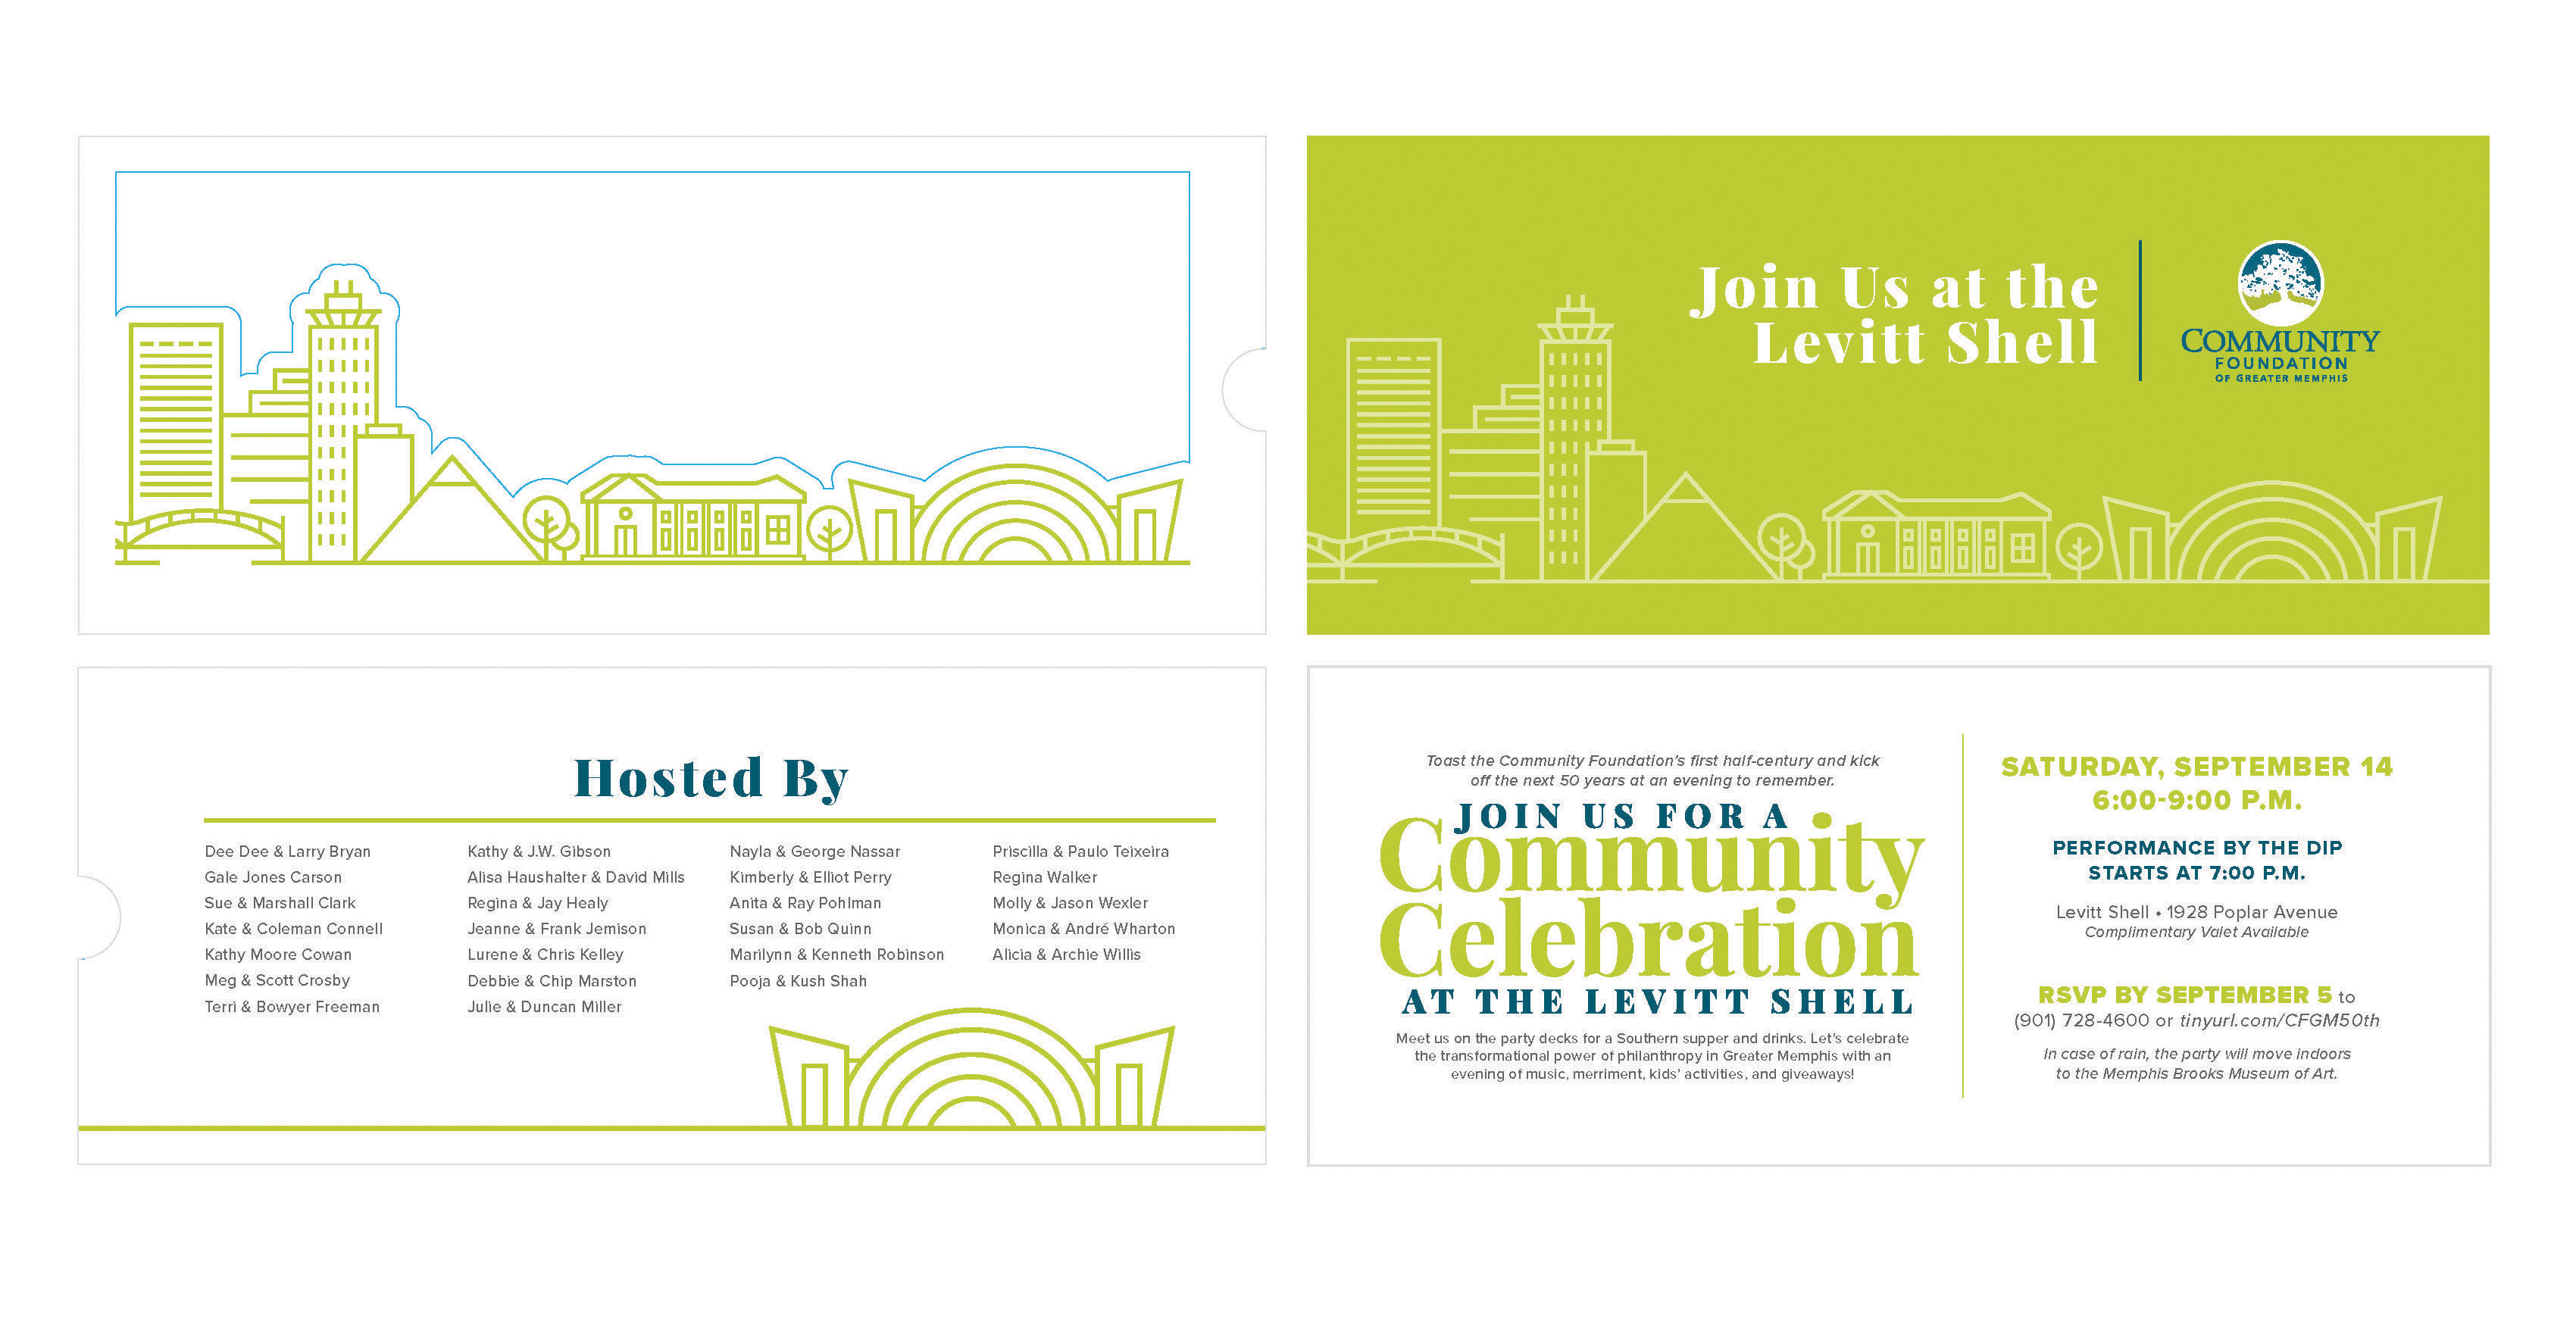 Join Us at the
Levitt Shell
COMMUNITY
FOUNDATION
OF GREATER MEMPHIS
Hosted By
Dee Dee & Larry Bryan
Gale Jones Carson
Sue & Marshall Clark
Kate & Coleman Connell
Kathy Moore Cowan
Meg & Scott Crosby
Terri & Bowyer Freeman
Kathy & J.W. Gibson
Alisa Haushalter & David Mills
Regina & Jay Healy
Jeanne & Frank Jemison
Lurene & Chris Kelley
Debbie & Chip Marston
Julie & Duncan Miller
Nayla & George Nassar
Kimberly & Elliot Perry
Anita & Ray Pohlman
Susan & Bob Quinn
Marilynn & Kenneth Robinson
Pooja & Kush Shah
Priscilla & Paulo Teixeira
Regina Walker
Molly & Jason Wexler
Monica & André Wharton
Alicia & Archie Willis
Toast the Community Foundation's first half-century and kick
off the next 50 years at an evening to remember.
JOIN US FOR A
Community
Celebration
AT THE LEVITT SHELL
Meet us on the party decks for a Southern supper and drinks. Let's celebrate
the transformational power of philanthropy in Greater Memphis with an
evening of music, merriment, kids' activities, and giveaways!
SATURDAY, SEPTEMBER 14
6:00-9:00 P.M.
PERFORMANCE BY THE DIP
STARTS AT 7:00 P.M.
Levitt Shell • 1928 Poplar Avenue
Complimentary Valet Available
RSVP BY SEPTEMBER 5 to
(901) 728-4600 or tinyurl.com/CFGM50th
In case of rain, the party will move indoors
to the Memphis Brooks Museum of Art.